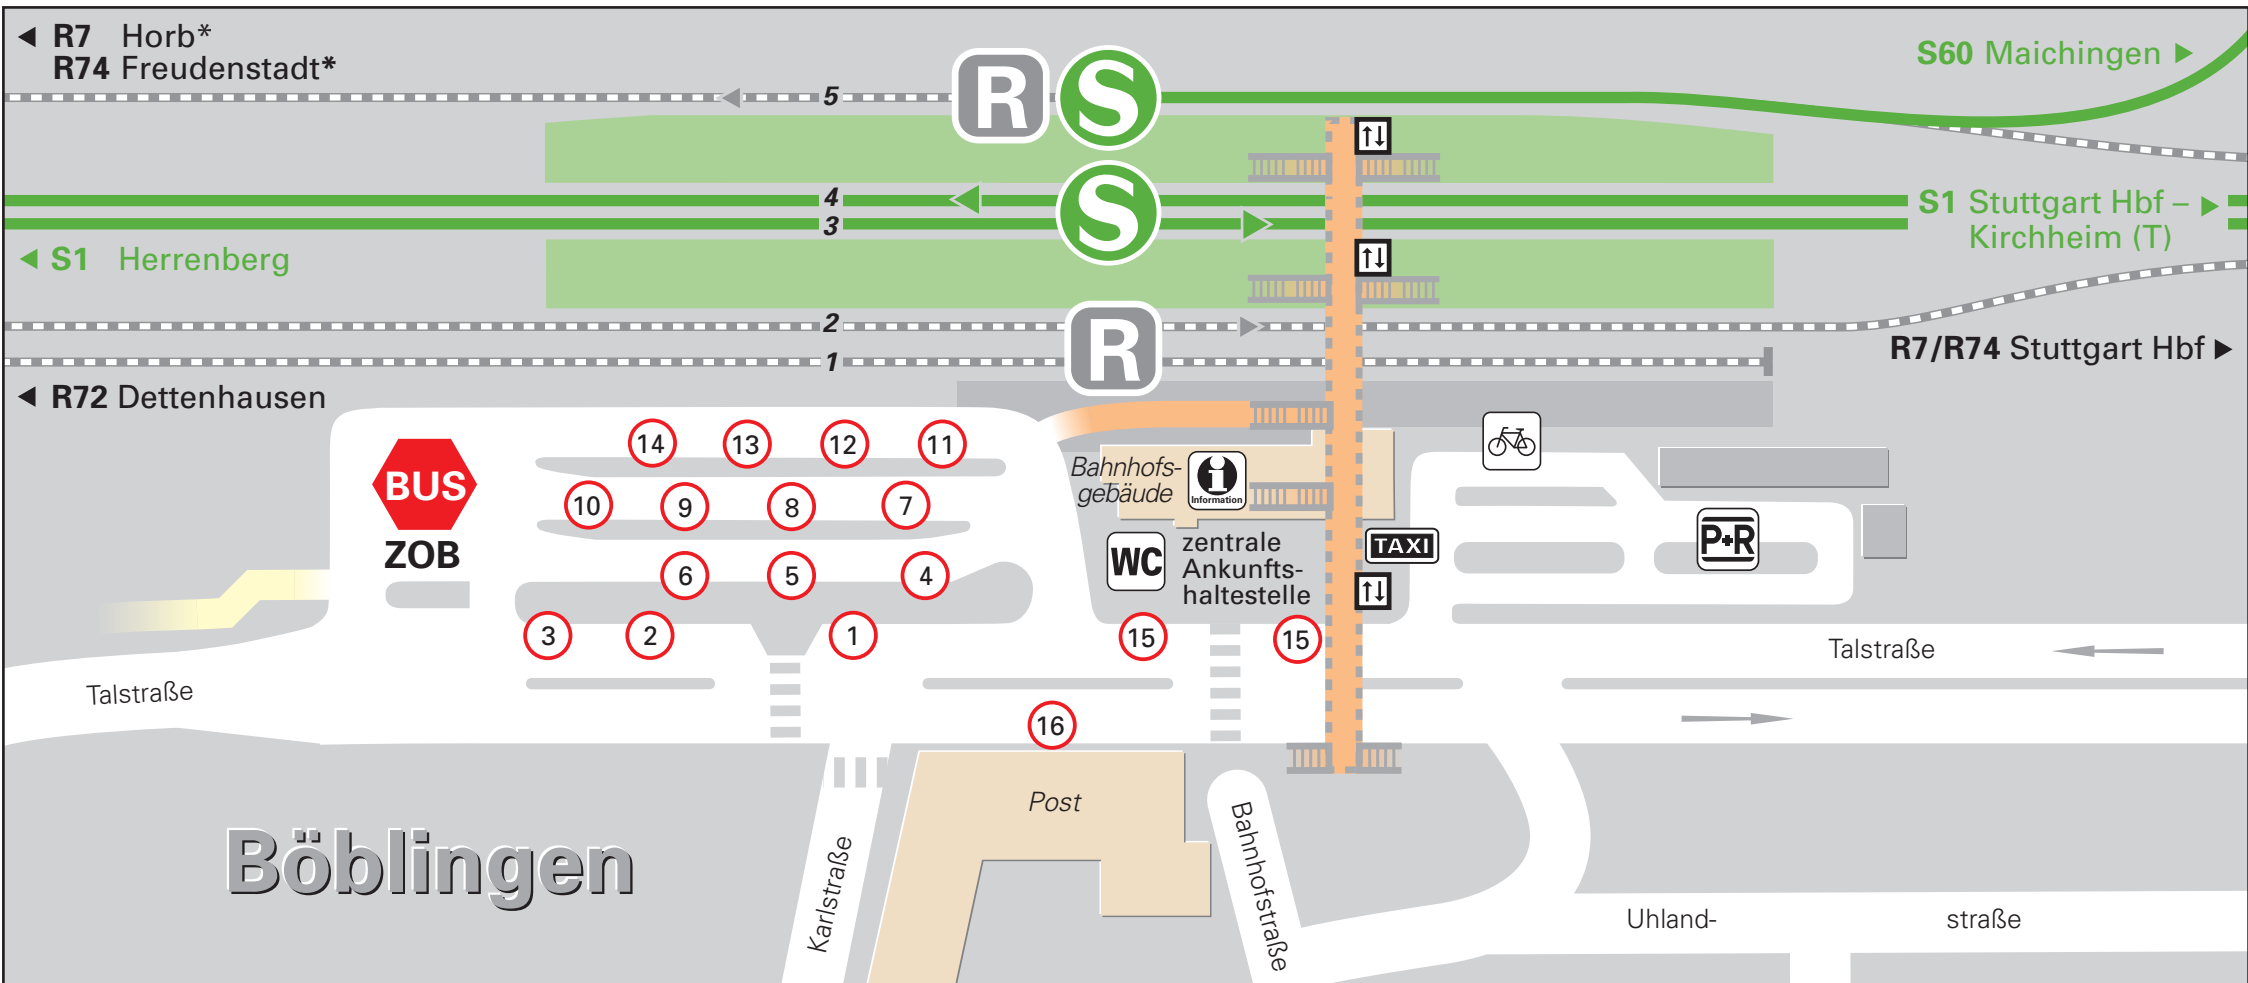 R7 Horb*
R74 Freudenstadt*
S60 Maichingen
5
R
S
4
3
S
S1 Stuttgart Hbf –
Kirchheim (T)
S1 Herrenberg
2
1
R
R7/R74 Stuttgart Hbf
R72 Dettenhausen
14
13
12
11
BUS
ZOB
10
9
8
7
Bahnhofs-
gebäude
i
Information
6
5
4
WC
zentrale
Ankunfts-
haltestelle
TAXI
P+R
3
2
1
15
15
Talstraße
Talstraße
16
Post
Böblingen
Karlstraße
Bahnhofstraße
Uhland-
straße